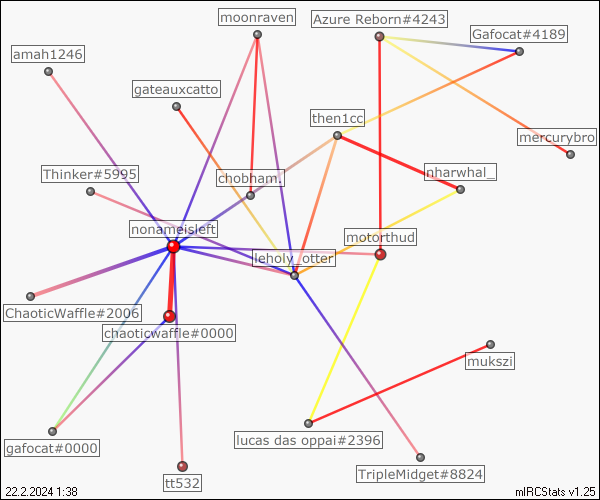 moonraven
Azure Reborn#4243
Gafocat#4189
amah1246
gateauxcatto
then1cc
mercurybro
Thinker#5995
chobham.
nharwhal_
nonameisleft
motorthud
leholy_otter
ChaoticWaffle#2006
chaoticwaffle#0000
mukszi
gafocat#0000
lucas das oppai#2396
tt532
TripleMidget#8824
22.2.2024 1:38
mIRCStats v1.25